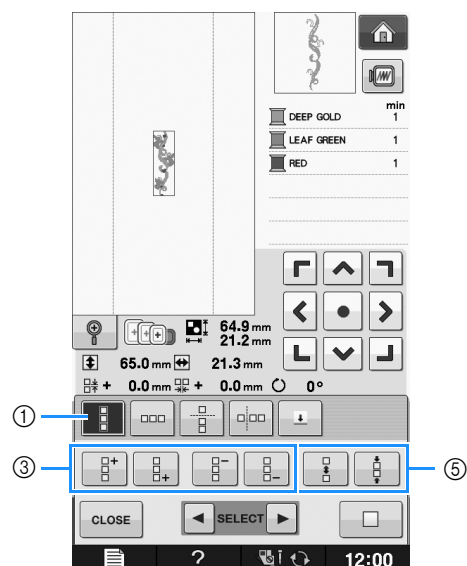 min
DEEP GOLD 1
LEAF GREEN 1
RED 1
64.9 mm
21.2 mm
65.0 mm 21.3 mm
+ 0.0 mm + 0.0 mm 0°
①
③
⑤
CLOSE SELECT
? 12:00